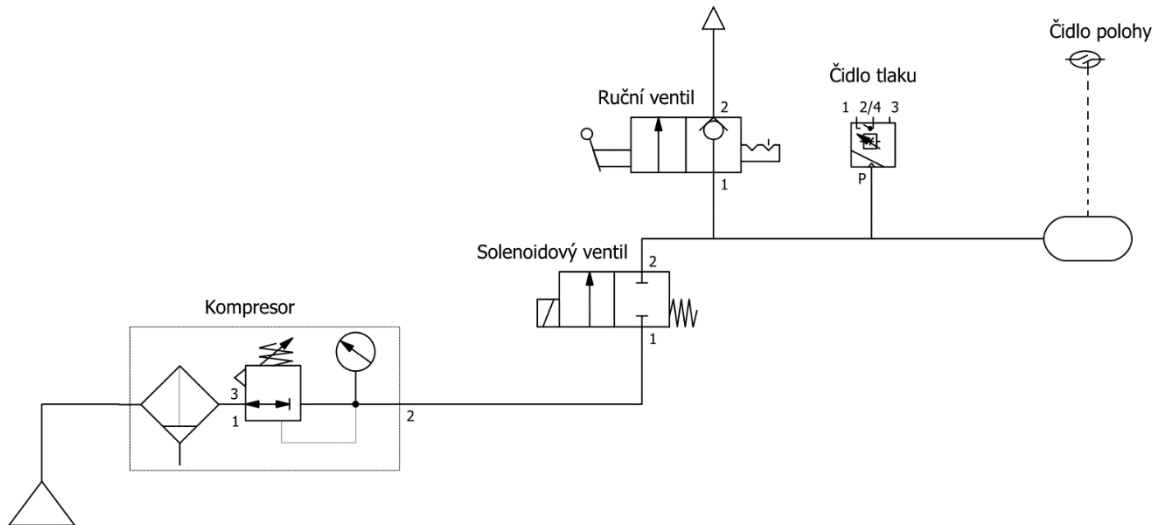 Čidlo polohy
Čidlo tlaku
1 2/4 3
P
Ruční ventil
2
1
Solenoidový ventil
2
1
Kompresor
3
1
2